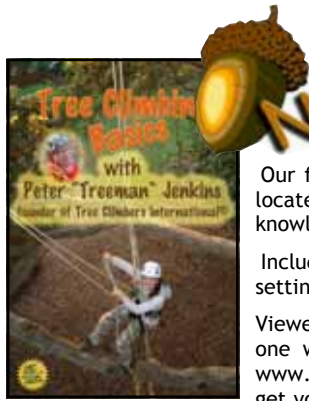 Tree Climbin
Basics
with
Peter "Treeman" Jenkins
Founder of Tree Climbers International
N
Our f
locate
knowl
Includ
settin
Viewe
one w
www.
get yo